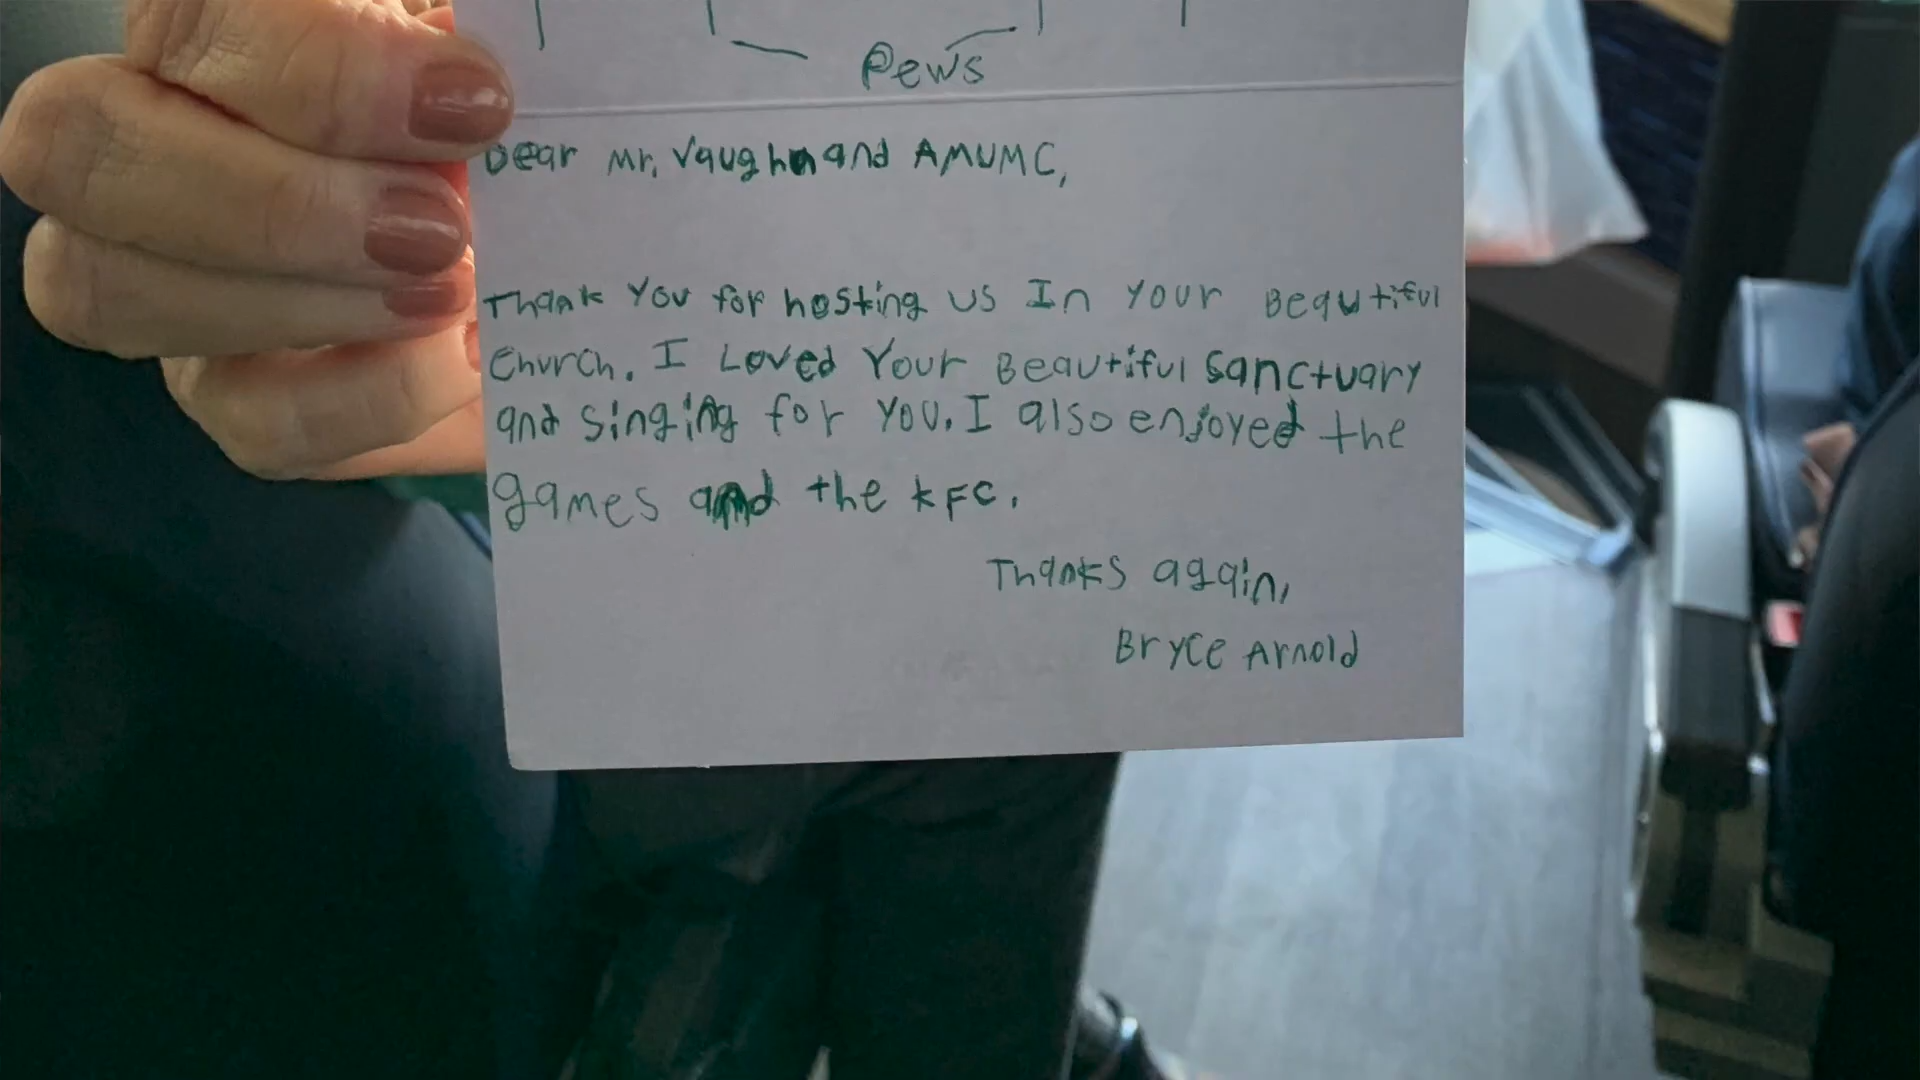 Pews
Dear Mr, Vaughn and AMUMC,
Thank You for hosting us In Your Beautiful
Church. I Loved Your Beautiful Sanctuary
and Singing for You. I also enjoyed the
games and the KFC.
Thanks again,
Bryce Arnold